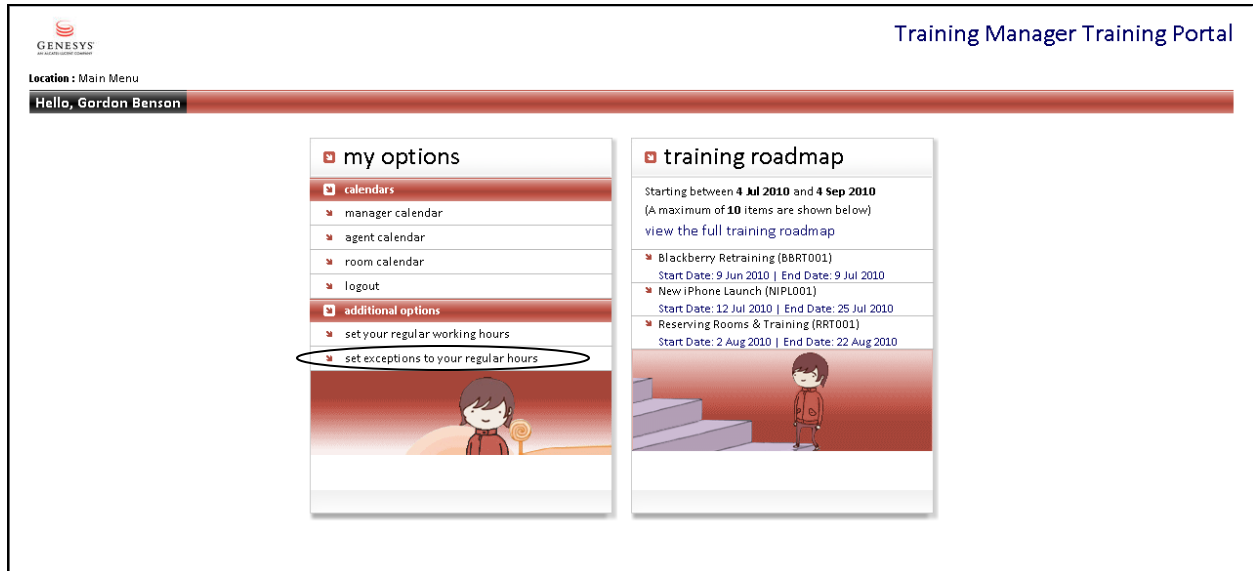 GENESYS
AN ALCATEL-LUCENT COMPANY
Training Manager Training Portal
Location : Main Menu
Hello, Gordon Benson
my options
calendars
manager calendar
agent calendar
room calendar
logout
additional options
set your regular working hours
set exceptions to your regular hours
training roadmap
Starting between 4 Jul 2010 and 4 Sep 2010
(A maximum of 10 items are shown below)
view the full training roadmap
Blackberry Retraining (BBRT001)
Start Date: 9 Jun 2010 | End Date: 9 Jul 2010
New iPhone Launch (NIPL001)
Start Date: 12 Jul 2010 | End Date: 25 Jul 2010
Reserving Rooms & Training (RRT001)
Start Date: 2 Aug 2010 | End Date: 22 Aug 2010